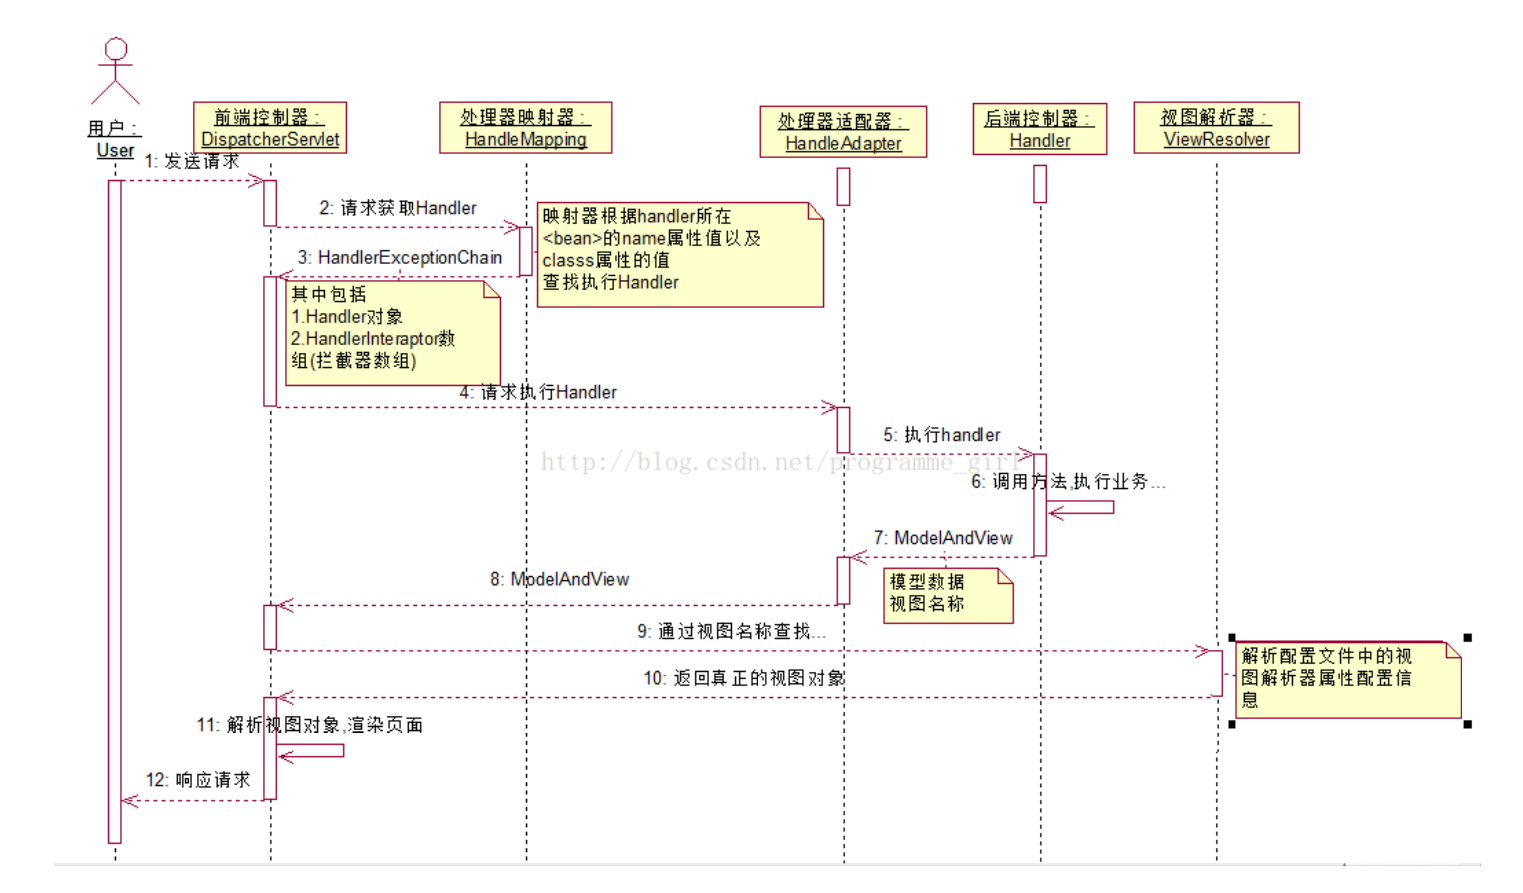 用户：
User
前端控制器：
DispatcherServlet
处理器映射器：
HandleMapping
处理器适配器：
HandleAdapter
后端控制器：
Handler
视图解析器：
ViewResolver
1: 发送请求
2: 请求获取Handler
映射器根据handler所在
<bean>的name属性值以及
classs属性的值
查找执行Handler
3: HandlerExceptionChain
其中包括
1.Handler对象
2.HandlerInteraptor数
组(拦截器数组)
4: 请求执行Handler
5: 执行handler
http://blog.csdn.net/programme_girl
6: 调用方法,执行业务...
7: ModelAndView
模型数据
视图名称
8: ModelAndView
9: 通过视图名称查找...
解析配置文件中的视
图解析器属性配置信
息
10: 返回真正的视图对象
11: 解析视图对象,渲染页面
12: 响应请求